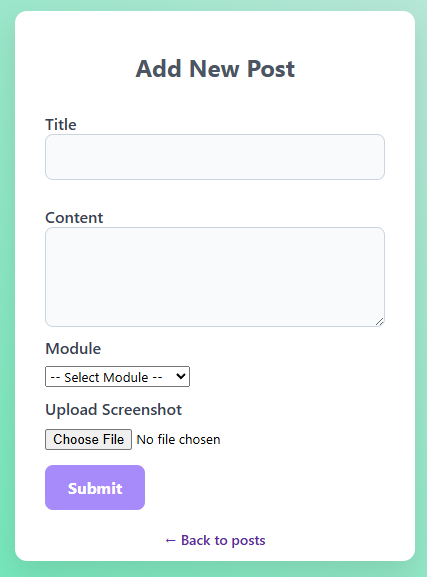 Add New Post
Title
Content
Module
-- Select Module --
Upload Screenshot
Choose File No file chosen
Submit
← Back to posts